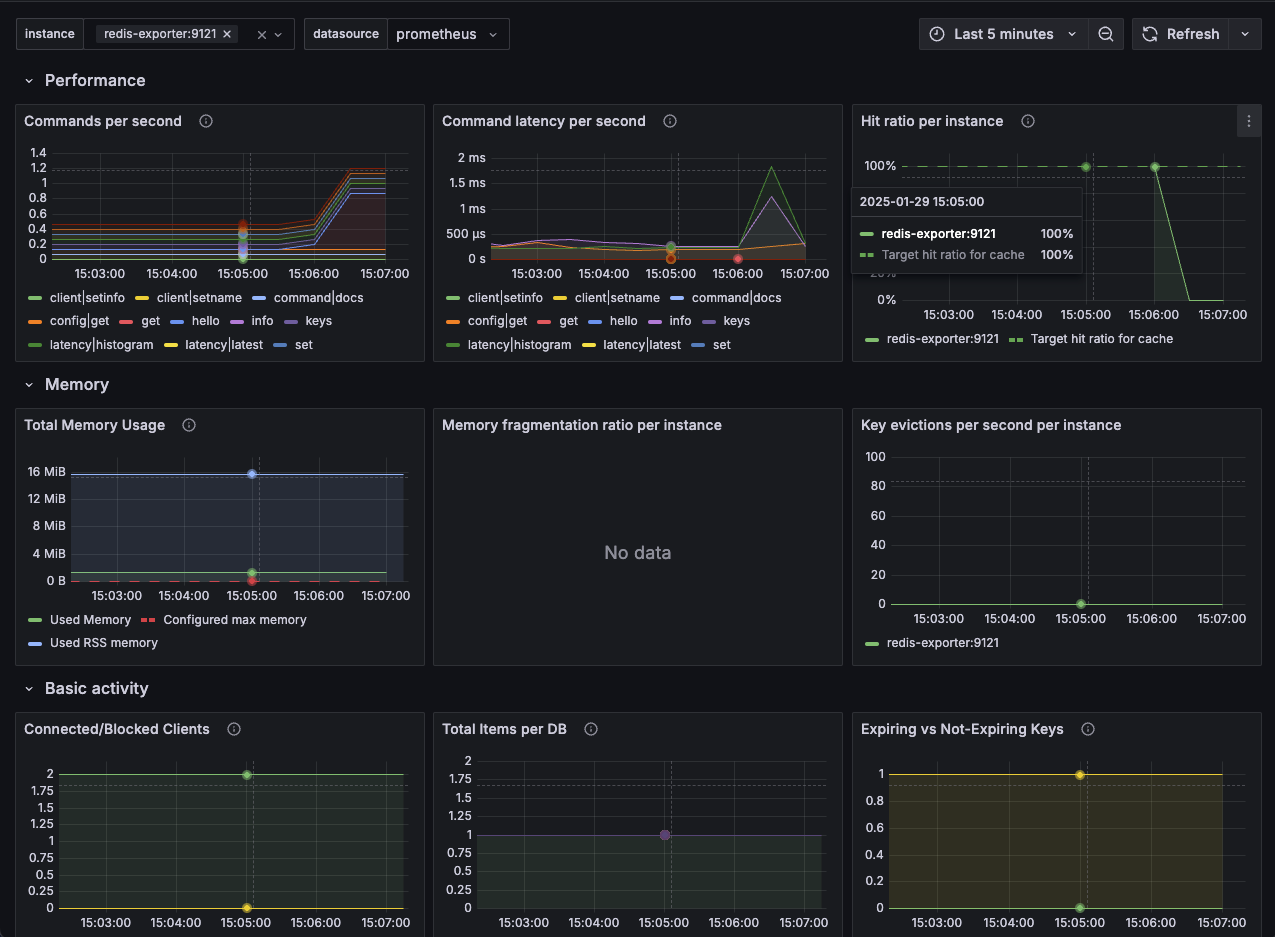 instance redis-exporter:9121 datasource prometheus Last 5 minutes Refresh
Performance
Commands per second
1.4
1.2
1
0.8
0.6
0.4
0.2
0
15:03:00 15:04:00 15:05:00 15:06:00 15:07:00
client|setinfo client|setname command|docs
config|get get hello info keys
latency|histogram latency|latest set
Command latency per second
2 ms
1.5 ms
1 ms
500 µs
0 s
15:03:00 15:04:00 15:05:00 15:06:00 15:07:00
client|setinfo client|setname command|docs
config|get get hello info keys
latency|histogram latency|latest set
Hit ratio per instance
100%
2025-01-29 15:05:00
redis-exporter:9121 100%
Target hit ratio for cache 100%
20%
0%
15:03:00 15:04:00 15:05:00 15:06:00 15:07:00
redis-exporter:9121 Target hit ratio for cache
Memory
Total Memory Usage
16 MiB
12 MiB
8 MiB
4 MiB
0 B
15:03:00 15:04:00 15:05:00 15:06:00 15:07:00
Used Memory Configured max memory
Used RSS memory
Memory fragmentation ratio per instance
No data
Key evictions per second per instance
100
80
60
40
20
0
15:03:00 15:04:00 15:05:00 15:06:00 15:07:00
redis-exporter:9121
Basic activity
Connected/Blocked Clients
2
1.75
1.5
1.25
1
0.75
0.5
0.25
0
15:03:00 15:04:00 15:05:00 15:06:00 15:07:00
Total Items per DB
2
1.75
1.5
1.25
1
0.75
0.5
0.25
0
15:03:00 15:04:00 15:05:00 15:06:00 15:07:00
Expiring vs Not-Expiring Keys
1
0.8
0.6
0.4
0.2
0
15:03:00 15:04:00 15:05:00 15:06:00 15:07:00